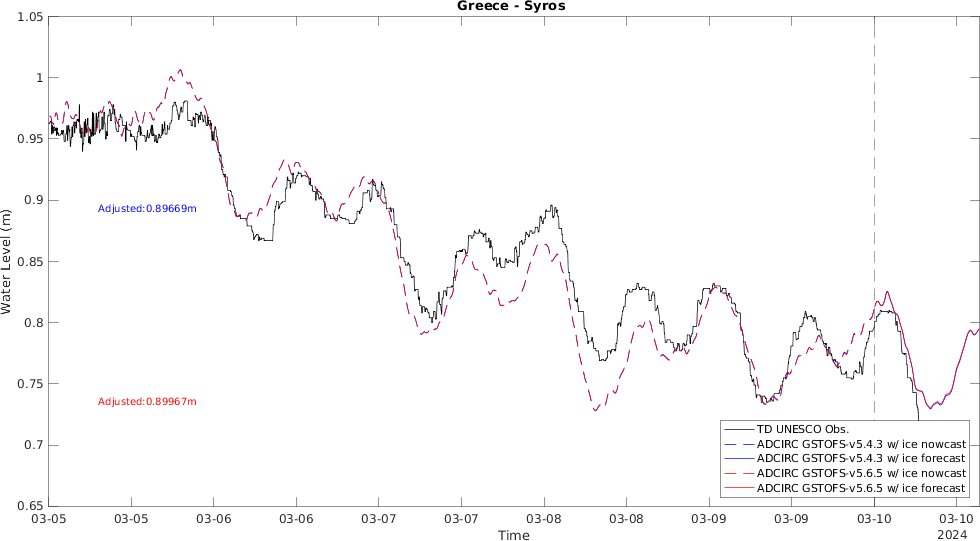 Greece - Syros
1.05
1
0.95
0.9
0.85
0.8
0.75
0.7
0.65
Water Level (m)
Adjusted:0.89669m
Adjusted:0.89967m
TD UNESCO Obs.
ADCIRC GSTOFS-v5.4.3 w/ ice nowcast
ADCIRC GSTOFS-v5.4.3 w/ ice forecast
ADCIRC GSTOFS-v5.6.5 w/ ice nowcast
ADCIRC GSTOFS-v5.6.5 w/ ice forecast
03-05 03-05 03-06 03-06 03-07 03-07 03-08 03-08 03-09 03-09 03-10 03-10
2024
Time